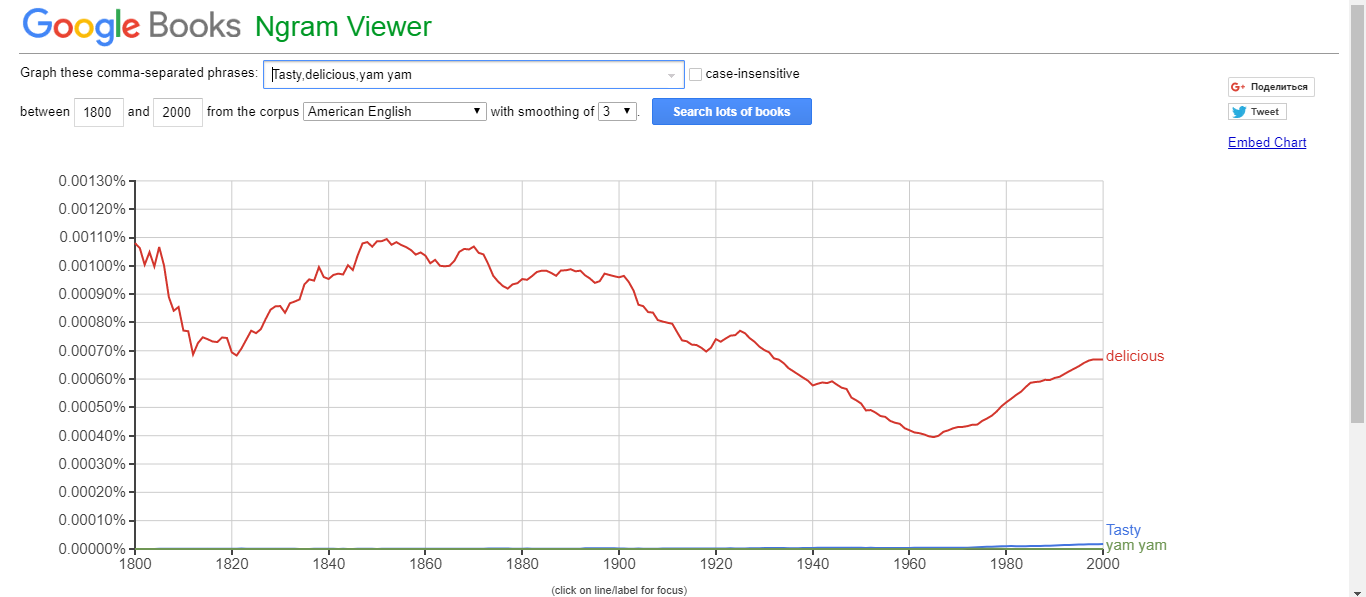 Google Books Ngram Viewer
Graph these comma-separated phrases: Tasty,delicious,yam yam case-insensitive
between 1800 and 2000 from the corpus American English with smoothing of 3 . Search lots of books
G+ Поделиться
Tweet
Embed Chart
0.00130%
0.00120%
0.00110%
0.00100%
0.00090%
0.00080%
0.00070%
0.00060%
0.00050%
0.00040%
0.00030%
0.00020%
0.00010%
0.00000%
delicious
Tasty
yam yam
1800 1820 1840 1860 1880 1900 1920 1940 1960 1980 2000
(click on line/label for focus)